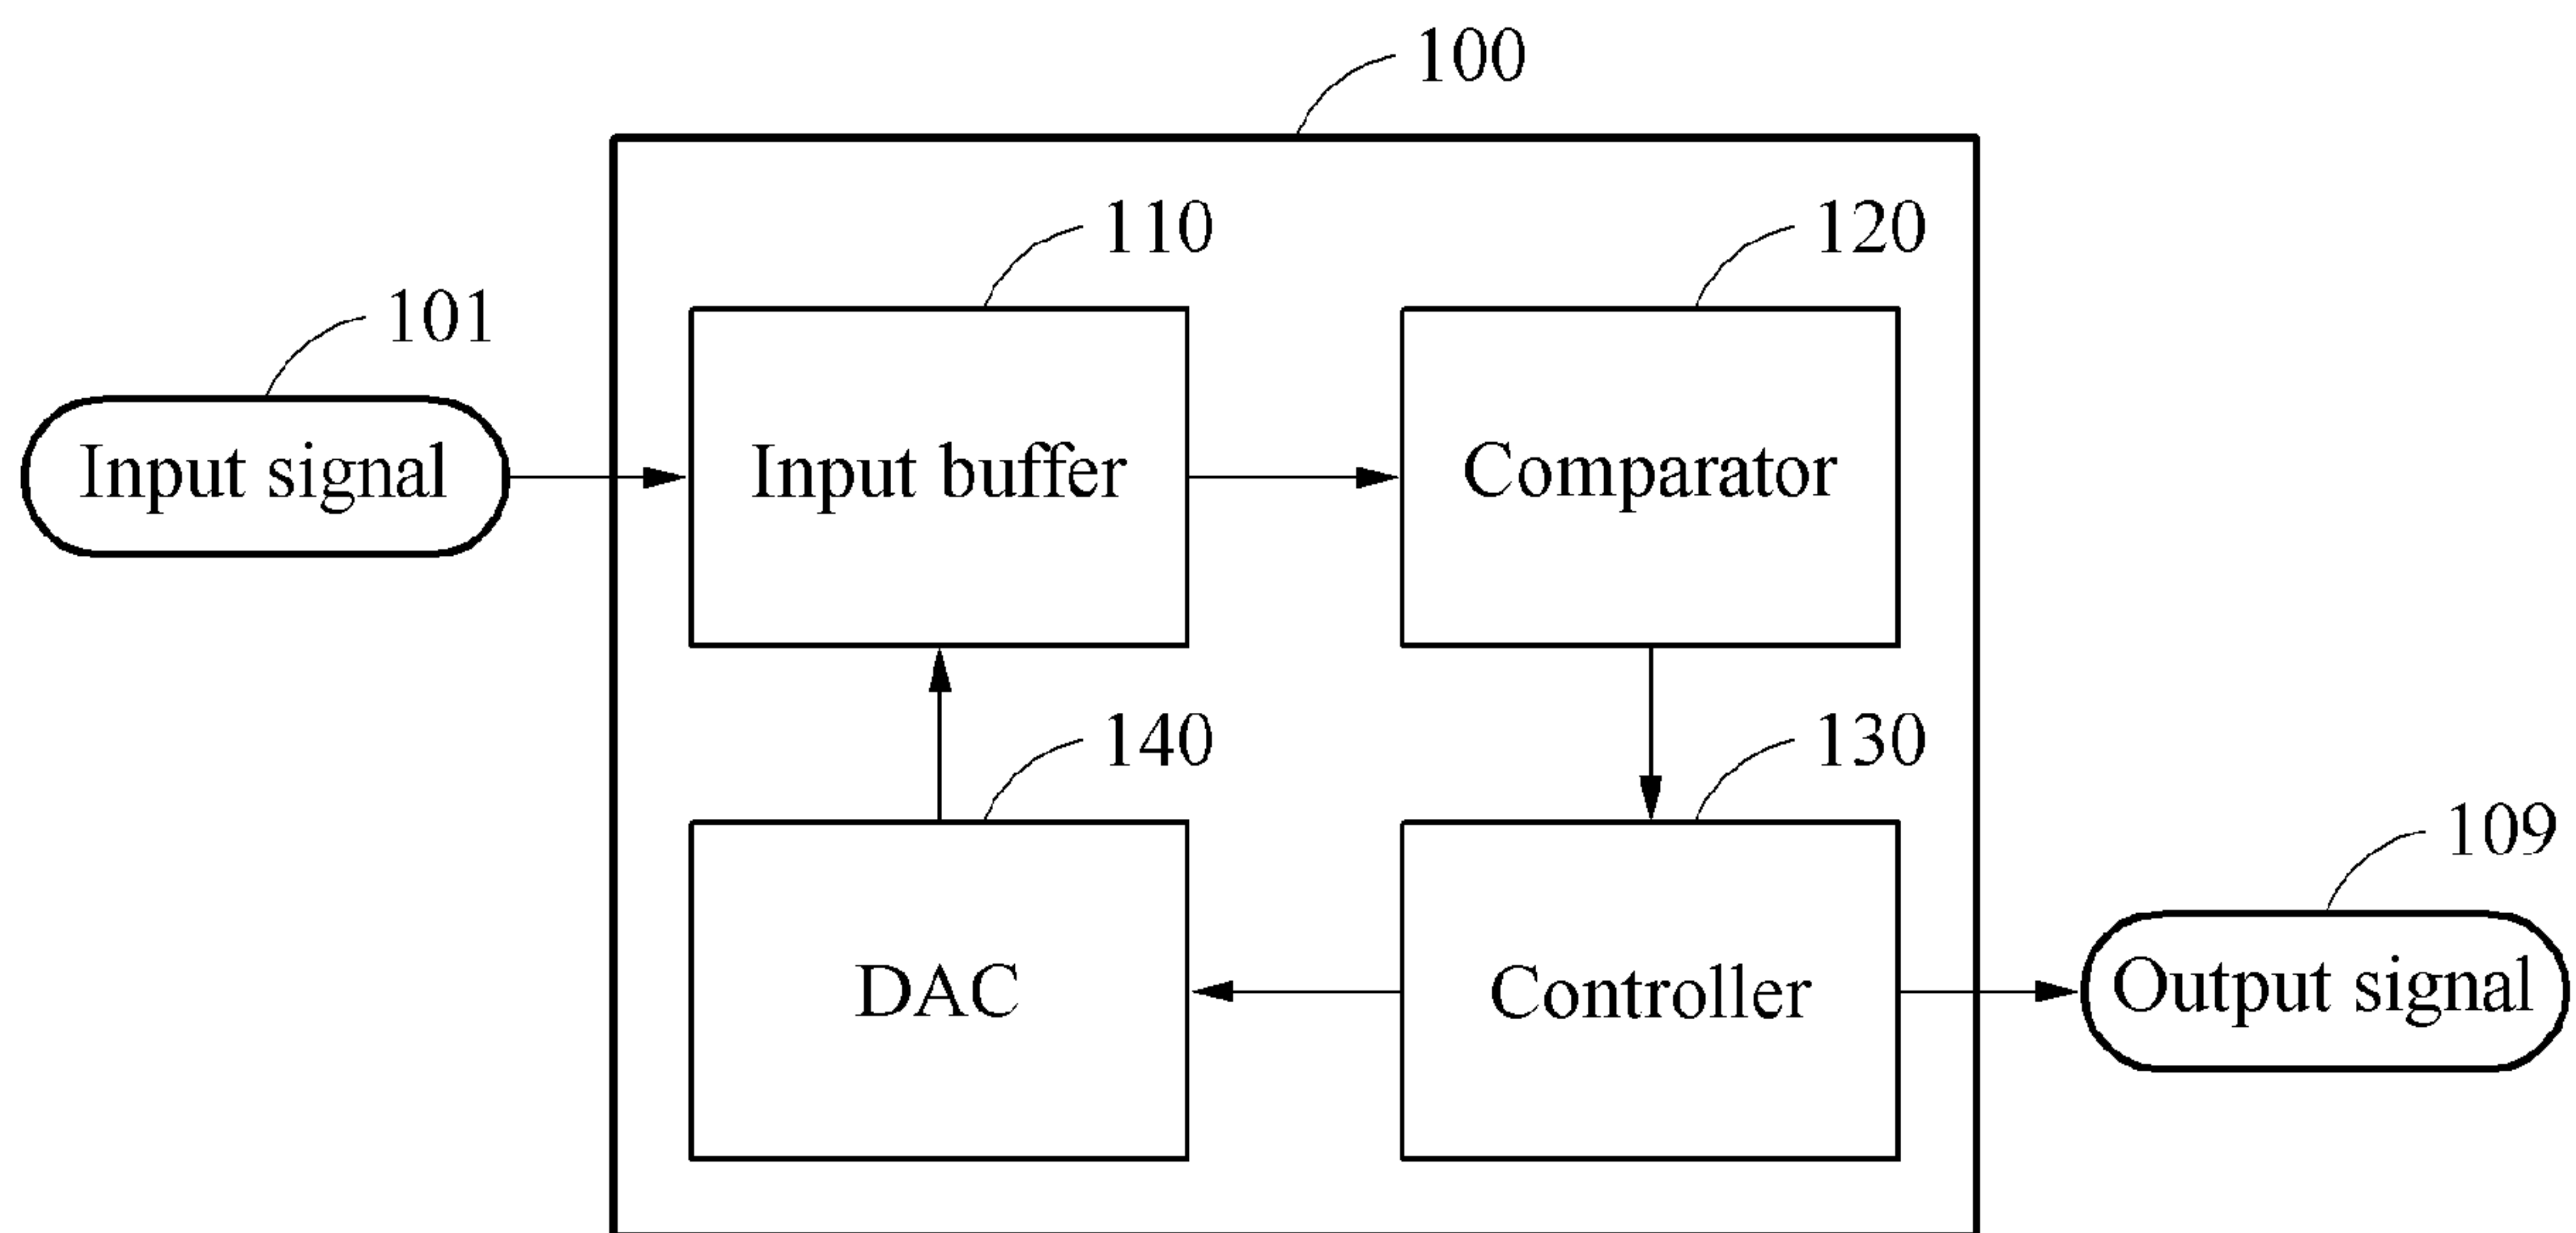 100
110
120
101
Input signal
Input buffer
Comparator
140
130
109
DAC
Controller
Output signal